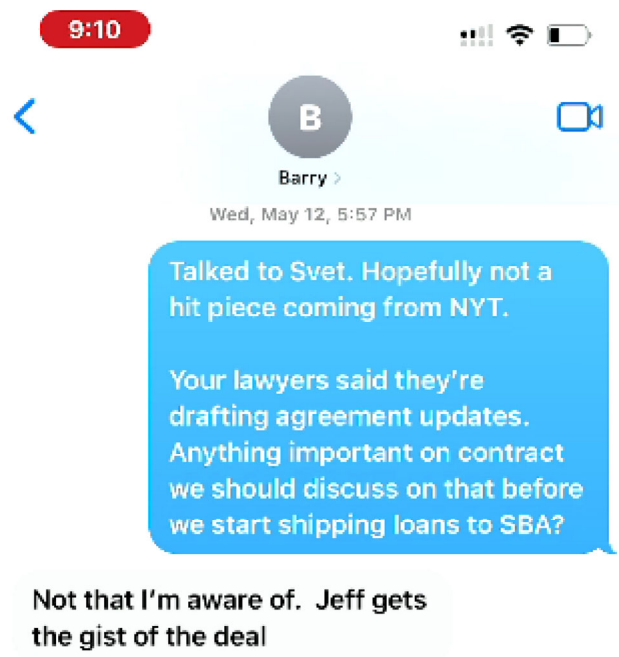 9:10
B
Barry
Wed, May 12, 5:57 PM
Talked to Svet. Hopefully not a
hit piece coming from NYT.
Your lawyers said they're
drafting agreement updates.
Anything important on contract
we should discuss on that before
we start shipping loans to SBA?
Not that I'm aware of.  Jeff gets
the gist of the deal